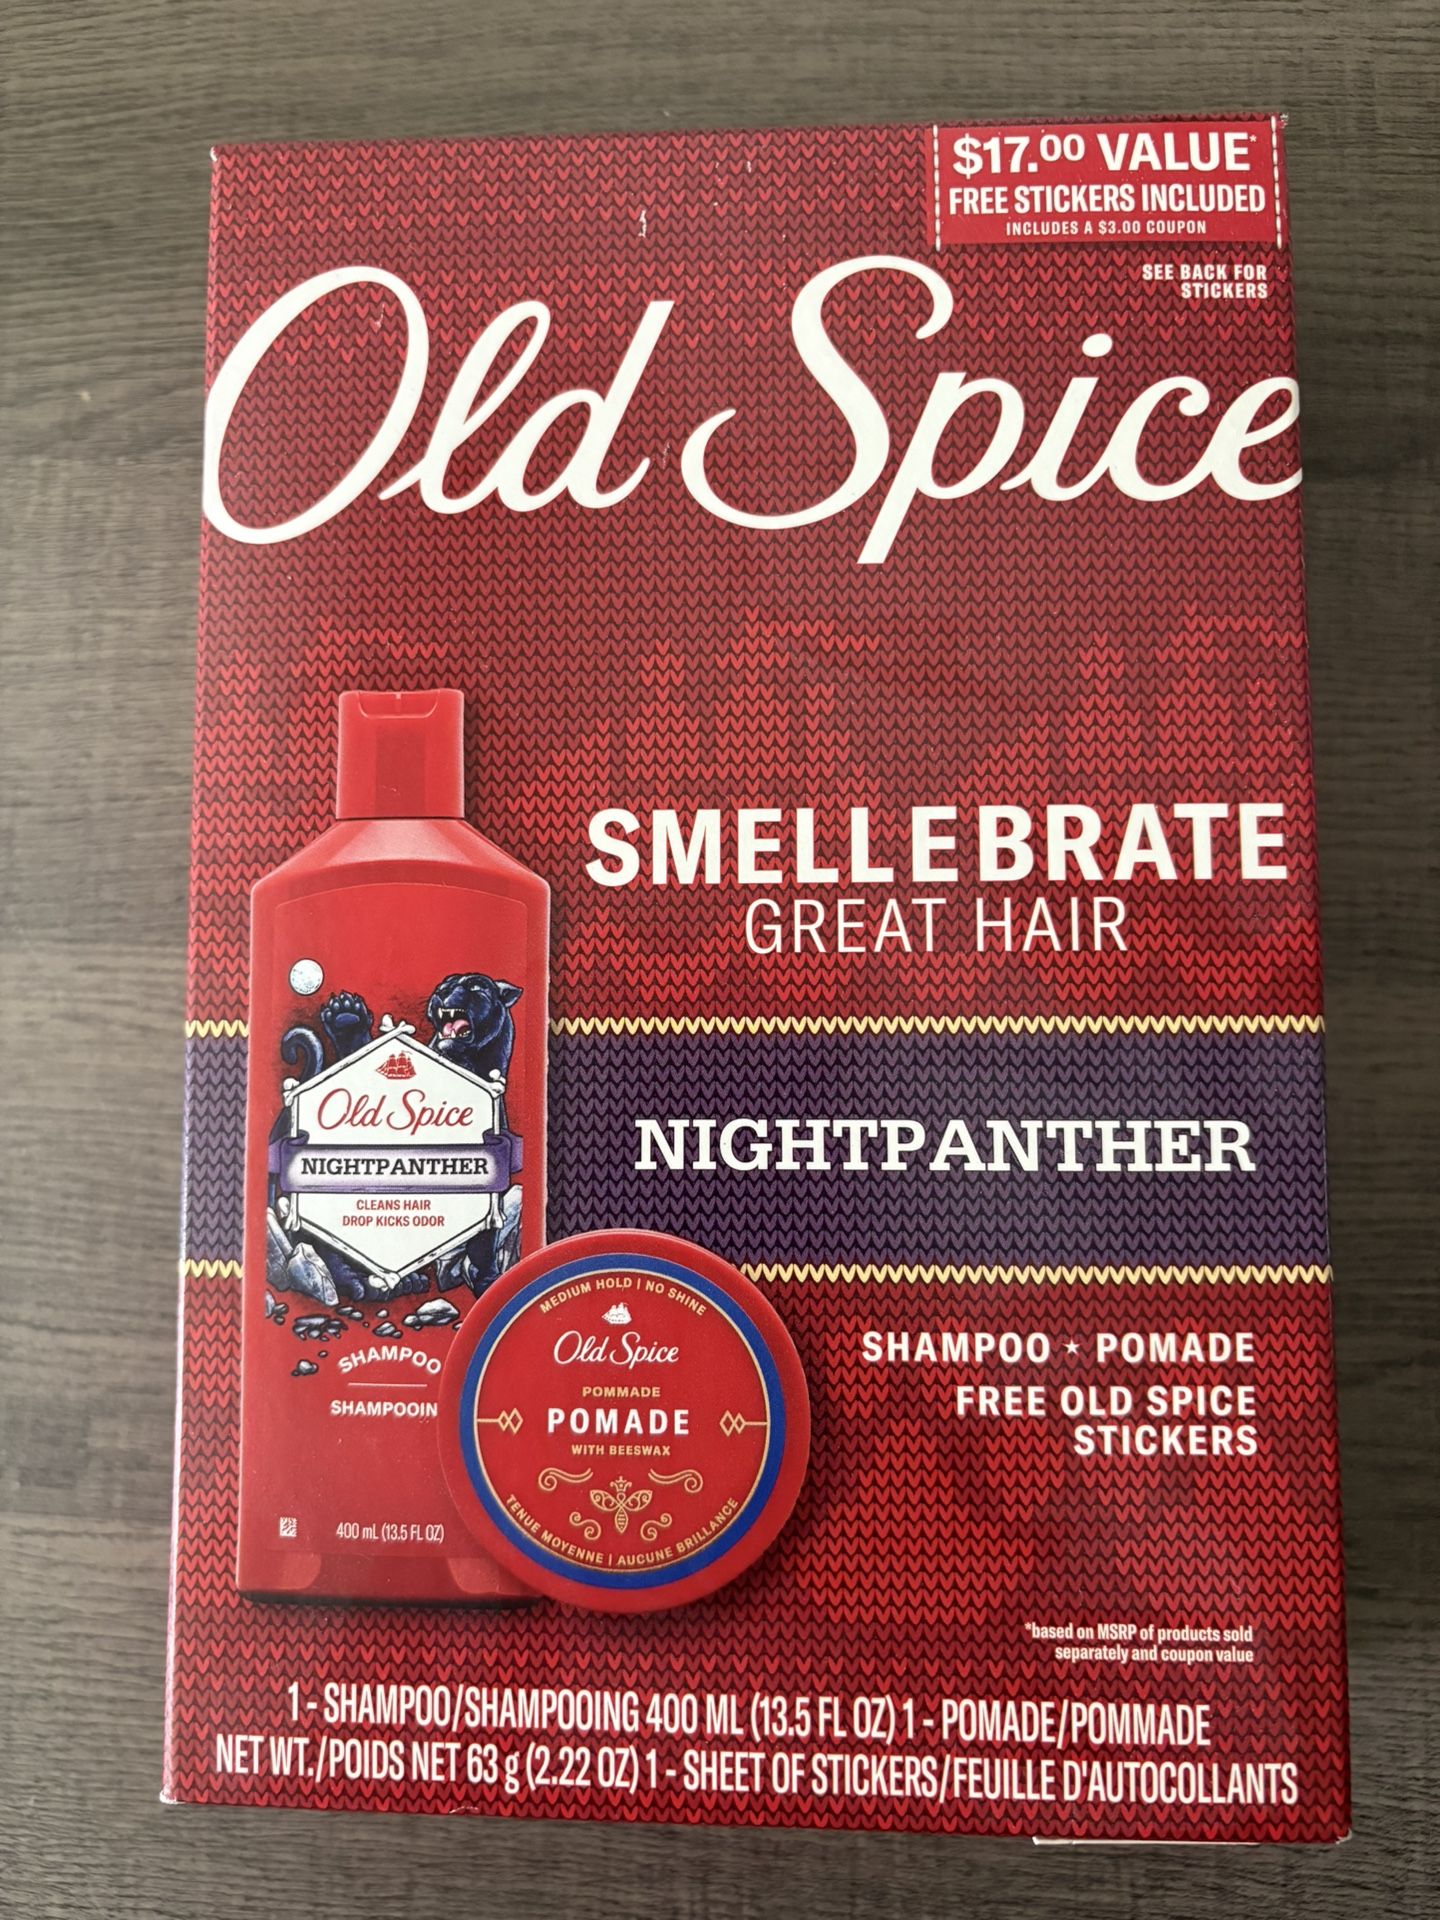 $17.00 VALUE*
FREE STICKERS INCLUDED
INCLUDES A $3.00 COUPON
SEE BACK FOR
STICKERS
Old Spice
SMELLEBRATE
GREAT HAIR
NIGHTPANTHER
Old Spice
NIGHTPANTHER
CLEANS HAIR
DROP KICKS ODOR
SHAMPOO
SHAMPOOIN
400 mL (13.5 FL OZ)
MEDIUM HOLD | NO SHINE
Old Spice
POMMADE
POMADE
WITH BEESWAX
TENUE MOYENNE | AUCUNE BRILLANCE
SHAMPOO ★ POMADE
FREE OLD SPICE
STICKERS
*based on MSRP of products sold
separately and coupon value
1 - SHAMPOO/SHAMPOOING 400 ML (13.5 FL OZ) 1 - POMADE/POMMADE
NET WT./POIDS NET 63 g (2.22 OZ) 1 - SHEET OF STICKERS/FEUILLE D'AUTOCOLLANTS